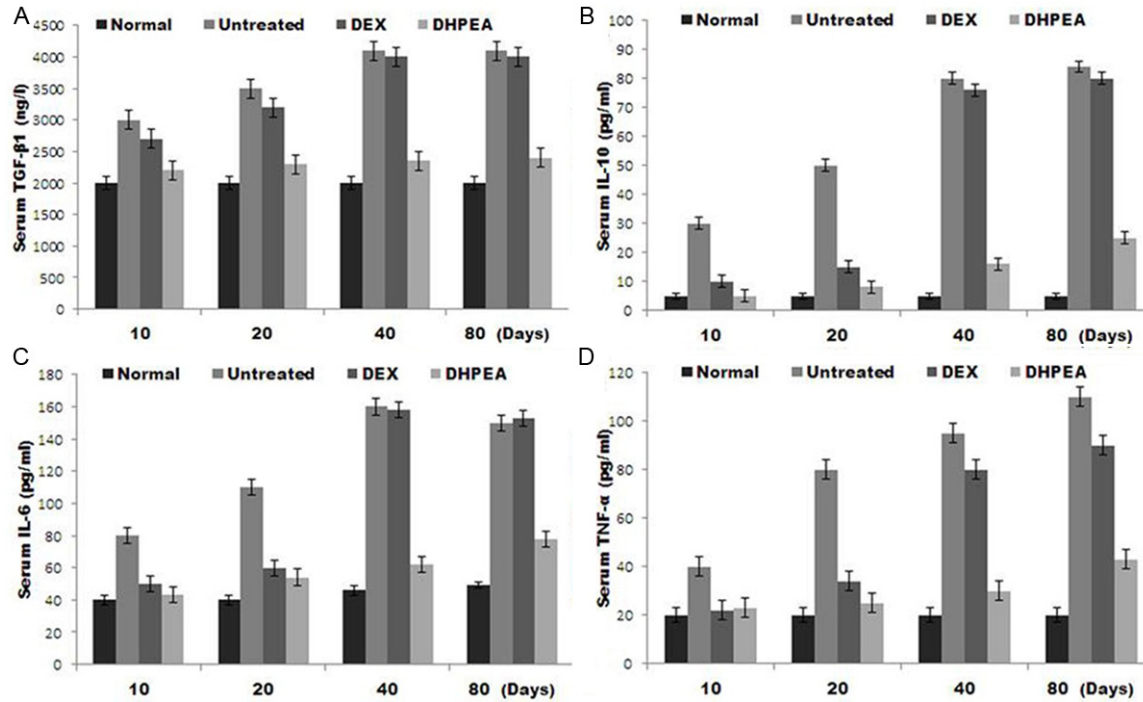 A
Normal Untreated DEX DHPEA
Serum TGF-β1 (ng/l)
4500
4000
3500
3000
2500
2000
1500
1000
500
0
10 20 40 80 (Days)
B
Normal Untreated DEX DHPEA
Serum IL-10 (pg/ml)
100
90
80
70
60
50
40
30
20
10
0
10 20 40 80 (Days)
C
Normal Untreated DEX DHPEA
Serum IL-6 (pg/ml)
180
160
140
120
100
80
60
40
20
0
10 20 40 80 (Days)
D
Normal Untreated DEX DHPEA
Serum TNF-α (pg/ml)
120
100
80
60
40
20
0
10 20 40 80 (Days)